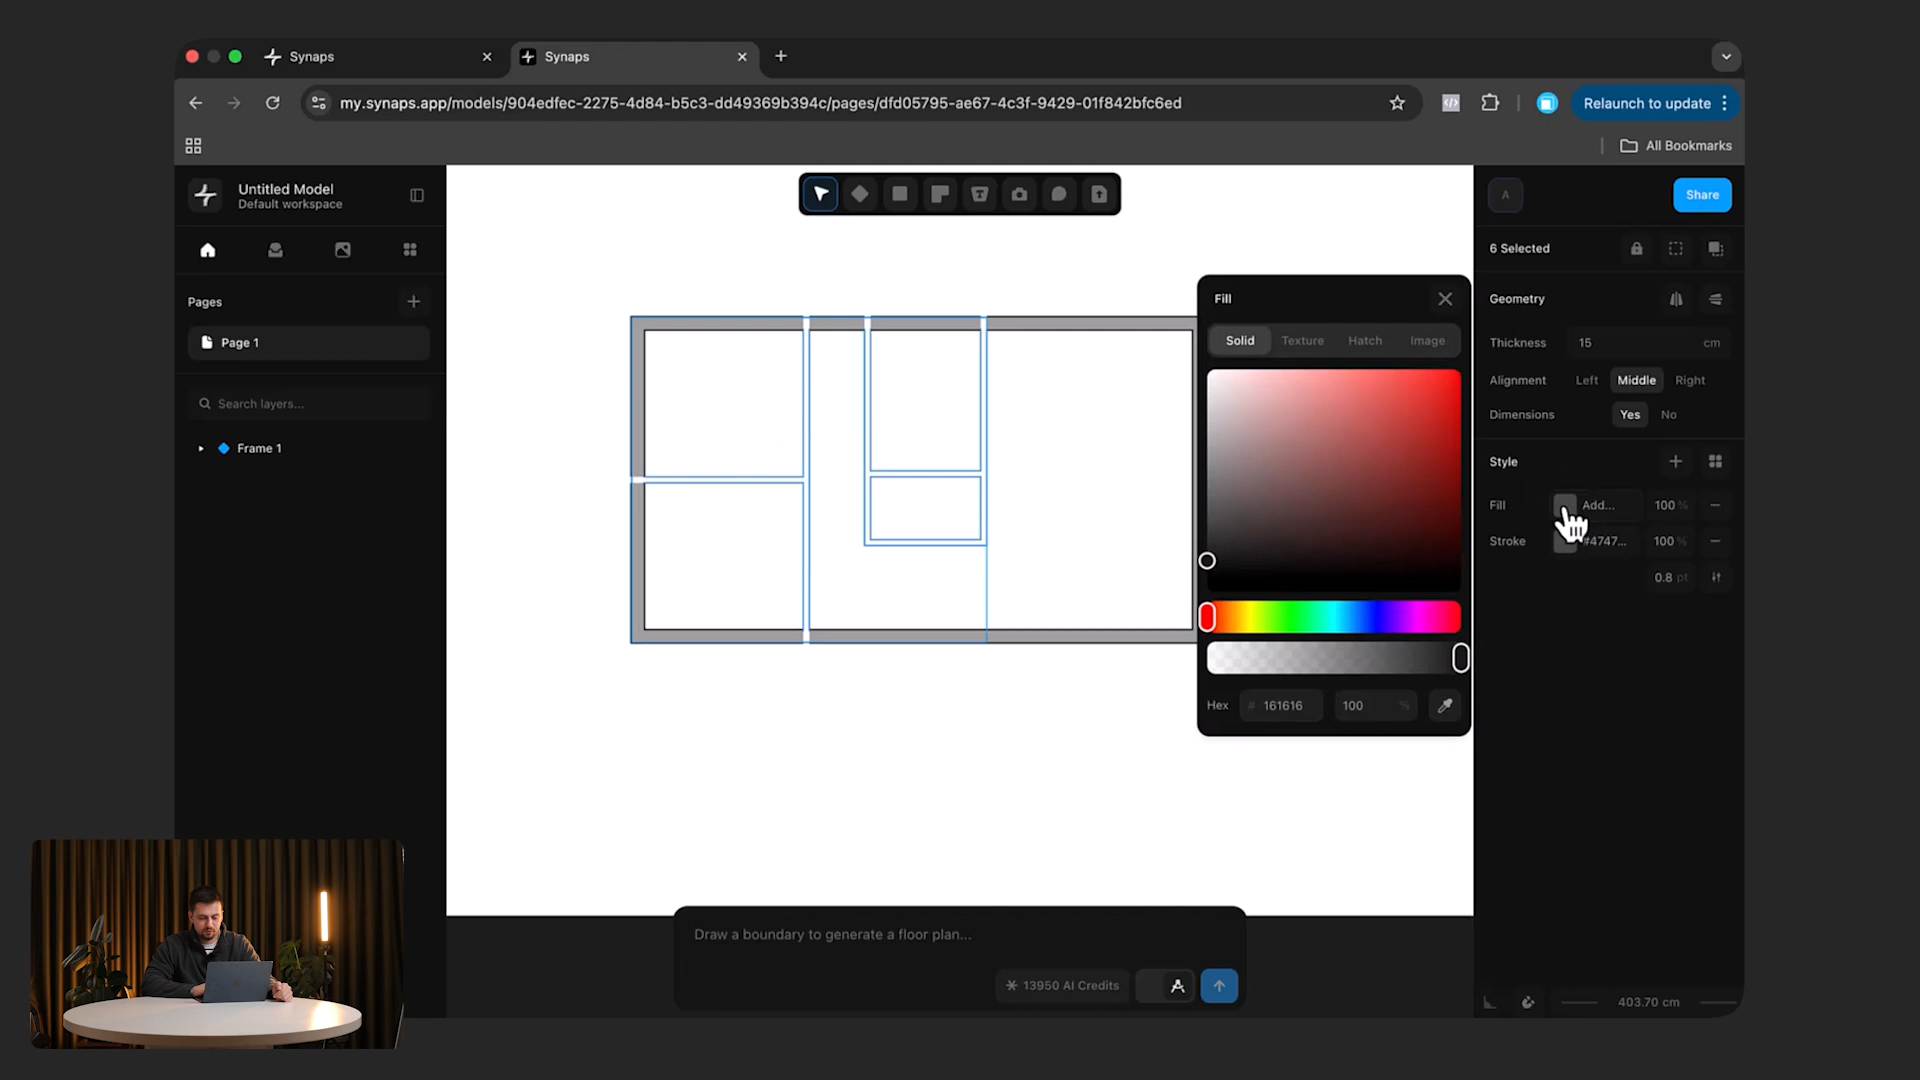 Synaps
Synaps
my.synaps.app/models/904edfec-2275-4d84-b5c3-dd49369b394c/pages/dfd05795-ae67-4c3f-9429-01f842bfc6ed
Relaunch to update
All Bookmarks
Untitled Model
Default workspace
Pages
Page 1
Search layers...
Frame 1
Fill
Solid Texture Hatch Image
Hex # 161616 100 %
Draw a boundary to generate a floor plan...
13950 AI Credits
A
Share
6 Selected
Geometry
Thickness 15 cm
Alignment Left Middle Right
Dimensions Yes No
Style
Fill Add... 100 %
Stroke #4747... 100 %
0.8 pt
403.70 cm